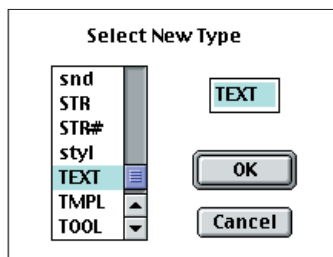 Select New Type
snd
STR
STR#
styl
TEXT
TMPL
TOOL
TEXT
OK
Cancel